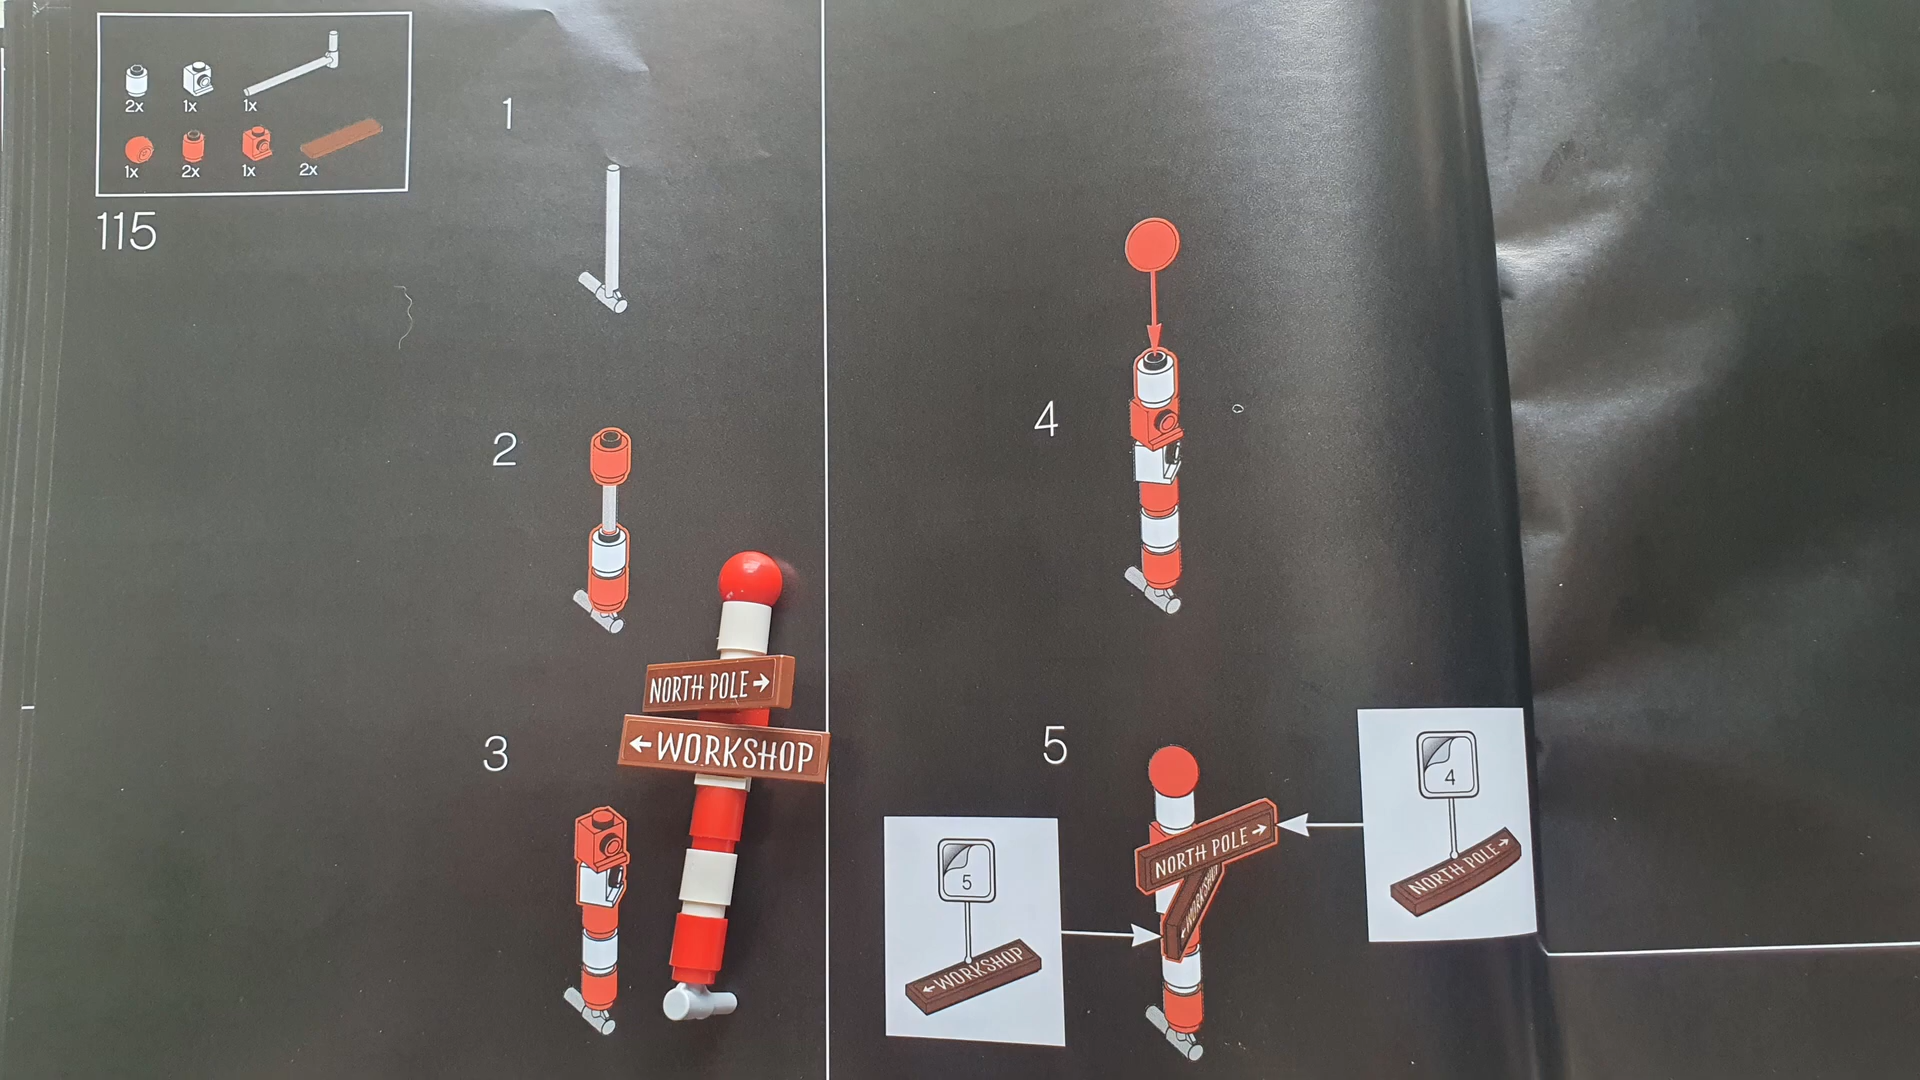 2x 1x 1x
1x 2x 1x 2x
115
1
2
NORTH POLE →
← WORKSHOP
3
4
5
NORTH POLE →
← WORKSHOP
5
← WORKSHOP
4
NORTH POLE →